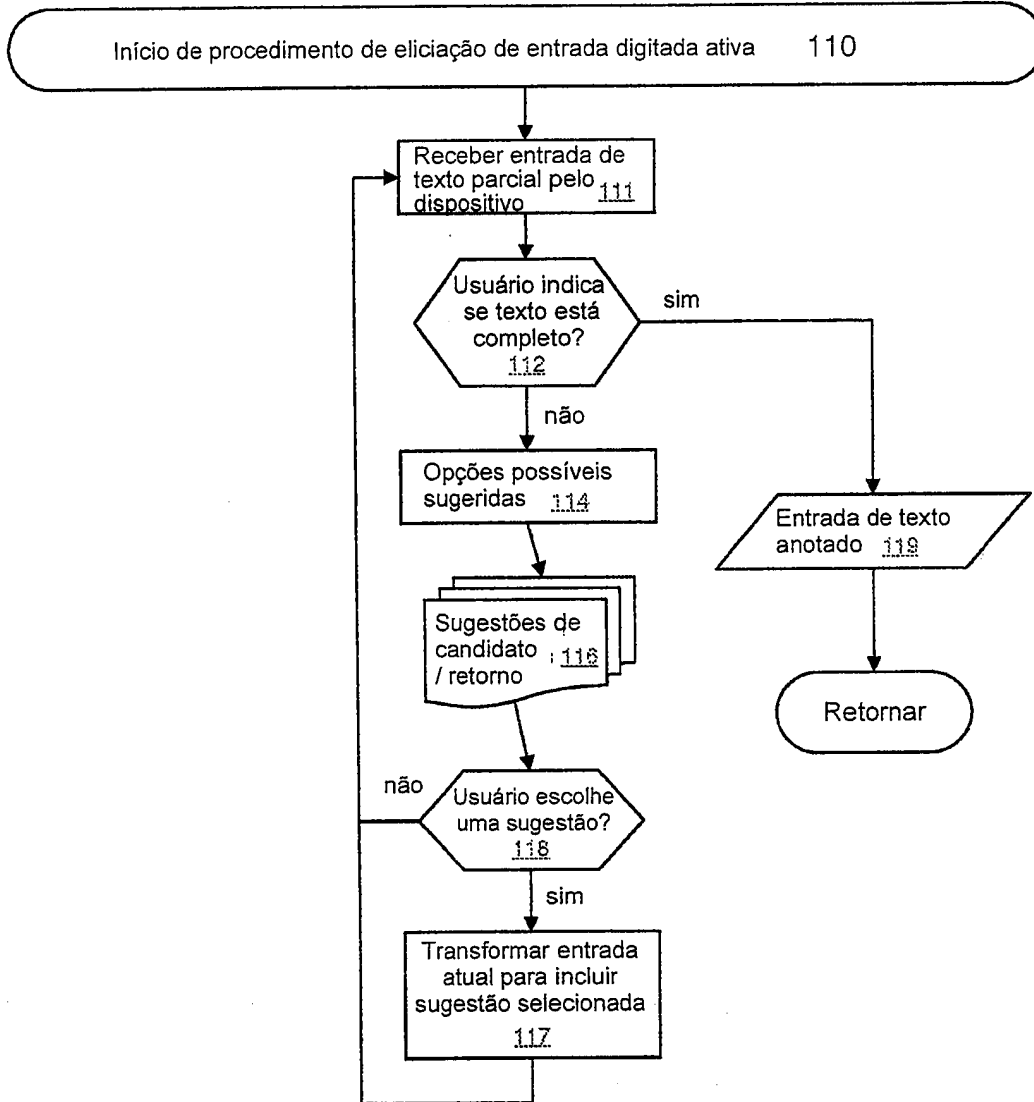 Início de procedimento de eliciação de entrada digitada ativa 110
Receber entrada de
texto parcial pelo
dispositivo 111
Usuário indica
se texto está
completo?
112
sim
não
Opções possíveis
sugeridas 114
Entrada de texto
anotado 119
Sugestões de
candidato
/ retorno 116
Retornar
não
Usuário escolhe
uma sugestão?
118
sim
Transformar entrada
atual para incluir
sugestão selecionada
117